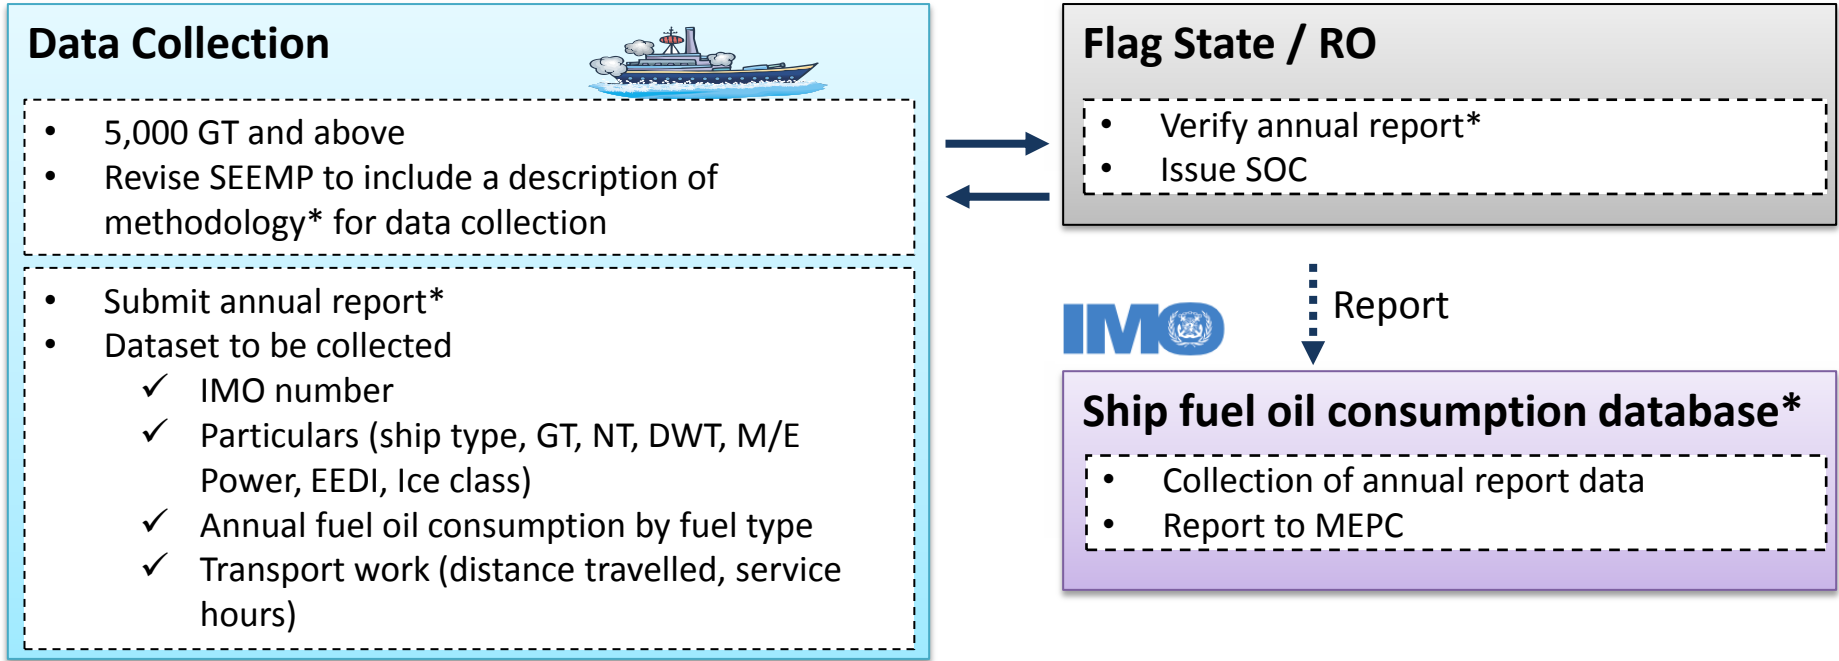 Data Collection
• 5,000 GT and above
• Revise SEEMP to include a description of
methodology* for data collection
• Submit annual report*
• Dataset to be collected
✓ IMO number
✓ Particulars (ship type, GT, NT, DWT, M/E
Power, EEDI, Ice class)
✓ Annual fuel oil consumption by fuel type
✓ Transport work (distance travelled, service
hours)
Flag State / RO
• Verify annual report*
• Issue SOC
Report
IMO
Ship fuel oil consumption database*
• Collection of annual report data
• Report to MEPC